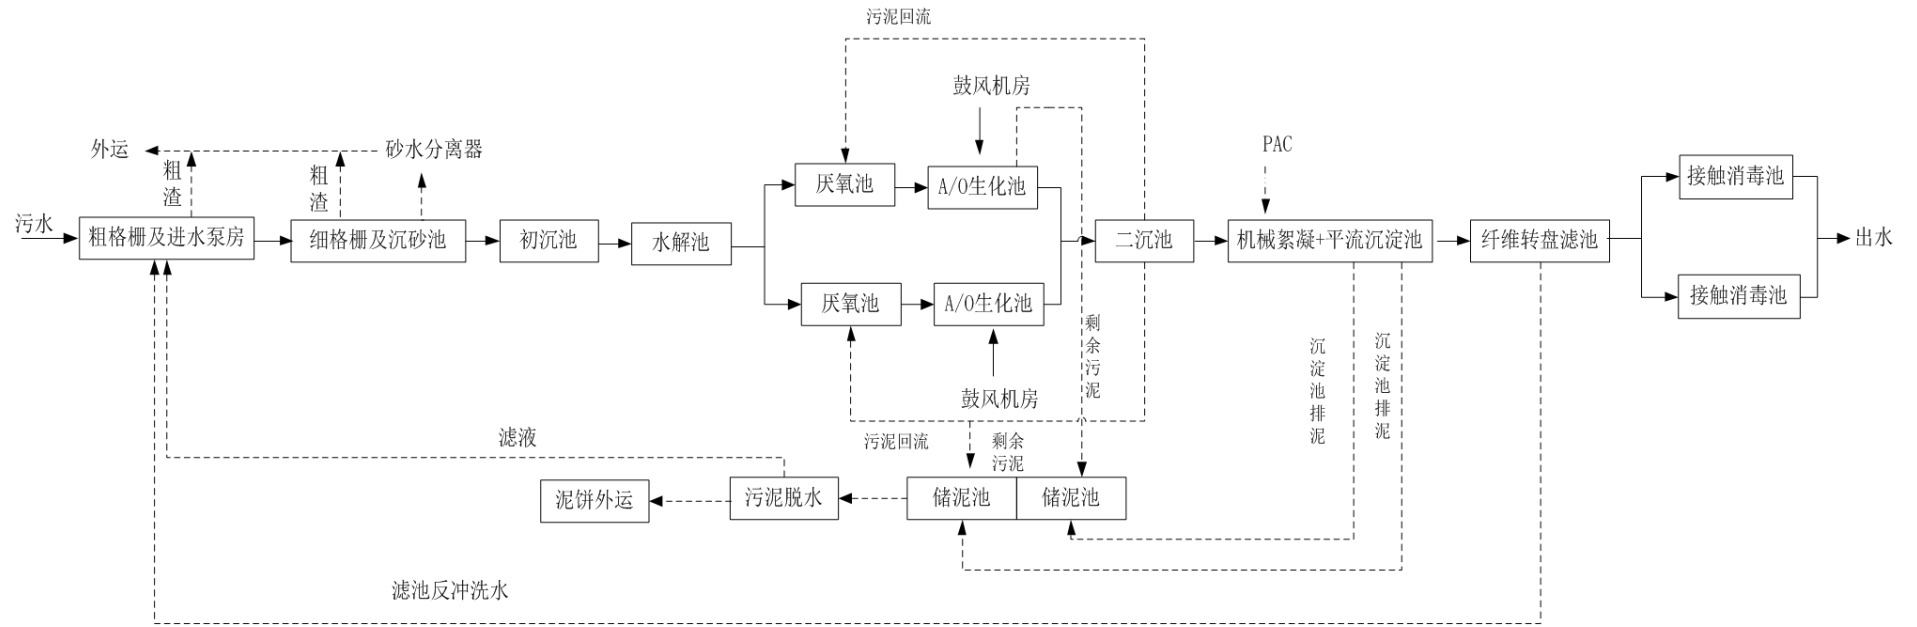 污泥回流
鼓风机房
外运
砂水分离器
PAC
粗渣
粗渣
厌氧池
A/O生化池
接触消毒池
污水
粗格栅及进水泵房
细格栅及沉砂池
初沉池
水解池
二沉池
机械絮凝+平流沉淀池
纤维转盘滤池
出水
厌氧池
A/O生化池
接触消毒池
剩余污泥
沉淀池排泥
沉淀池排泥
鼓风机房
滤液
污泥回流
剩余
污泥
泥饼外运
污泥脱水
储泥池
储泥池
滤池反冲洗水